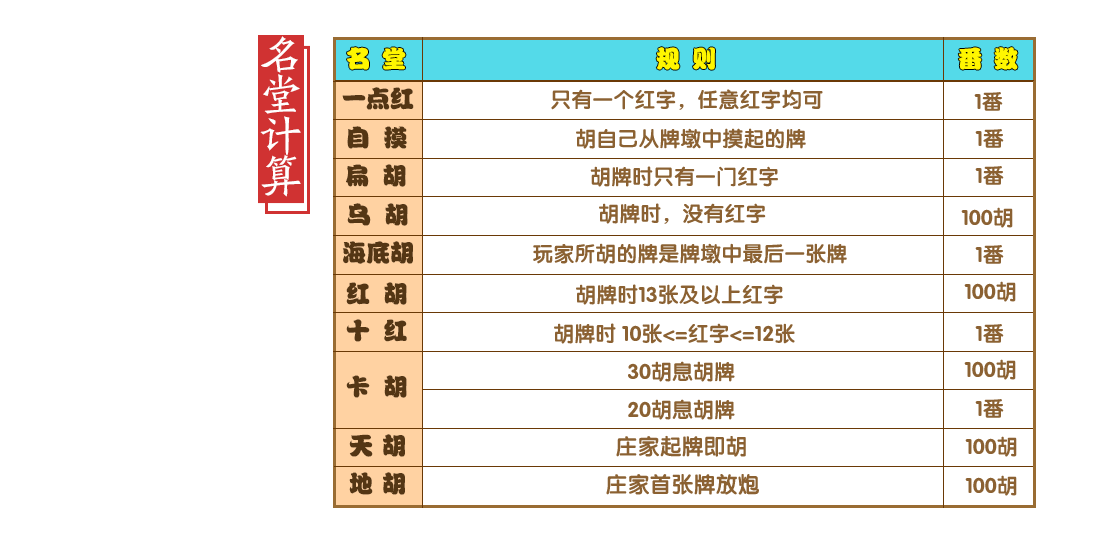 名堂计算
名堂 规则 番数
一点红 只有一个红字，任意红字均可 1番
自摸 胡自己从牌墩中摸起的牌 1番
扁胡 胡牌时只有一门红字 1番
乌胡 胡牌时，没有红字 100胡
海底胡 玩家所胡的牌是牌墩中最后一张牌 1番
红胡 胡牌时13张及以上红字 100胡
十红 胡牌时 10张<=红字<=12张 1番
卡胡 30胡息胡牌 100胡
20胡息胡牌 1番
天胡 庄家起牌即胡 100胡
地胡 庄家首张牌放炮 100胡